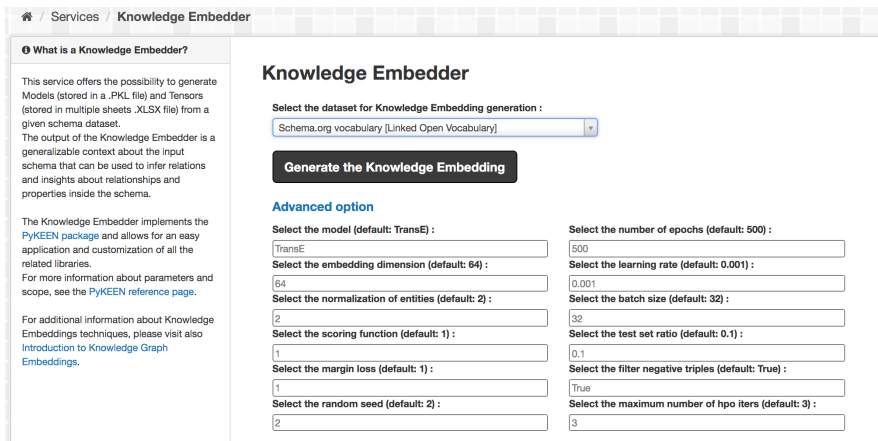 / Services / Knowledge Embedder
What is a Knowledge Embedder?
This service offers the possibility to generate
Models (stored in a .PKL file) and Tensors
(stored in multiple sheets .XLSX file) from a
given schema dataset.
The output of the Knowledge Embedder is a
generalizable context about the input
schema that can be used to infer relations
and insights about relationships and
properties inside the schema.
The Knowledge Embedder implements the
PyKEEN package and allows for an easy
application and customization of all the
related libraries.
For more information about parameters and
scope, see the PyKEEN reference page.
For additional information about Knowledge
Embeddings techniques, please visit also
Introduction to Knowledge Graph
Embeddings.
Knowledge Embedder
Select the dataset for Knowledge Embedding generation :
Schema.org vocabulary [Linked Open Vocabulary]
Generate the Knowledge Embedding
Advanced option
Select the model (default: TransE) :
TransE
Select the embedding dimension (default: 64) :
64
Select the normalization of entities (default: 2) :
2
Select the scoring function (default: 1) :
1
Select the margin loss (default: 1) :
1
Select the random seed (default: 2) :
2
Select the number of epochs (default: 500) :
500
Select the learning rate (default: 0.001) :
0.001
Select the batch size (default: 32) :
32
Select the test set ratio (default: 0.1) :
0.1
Select the filter negative triples (default: True) :
True
Select the maximum number of hpo iters (default: 3) :
3